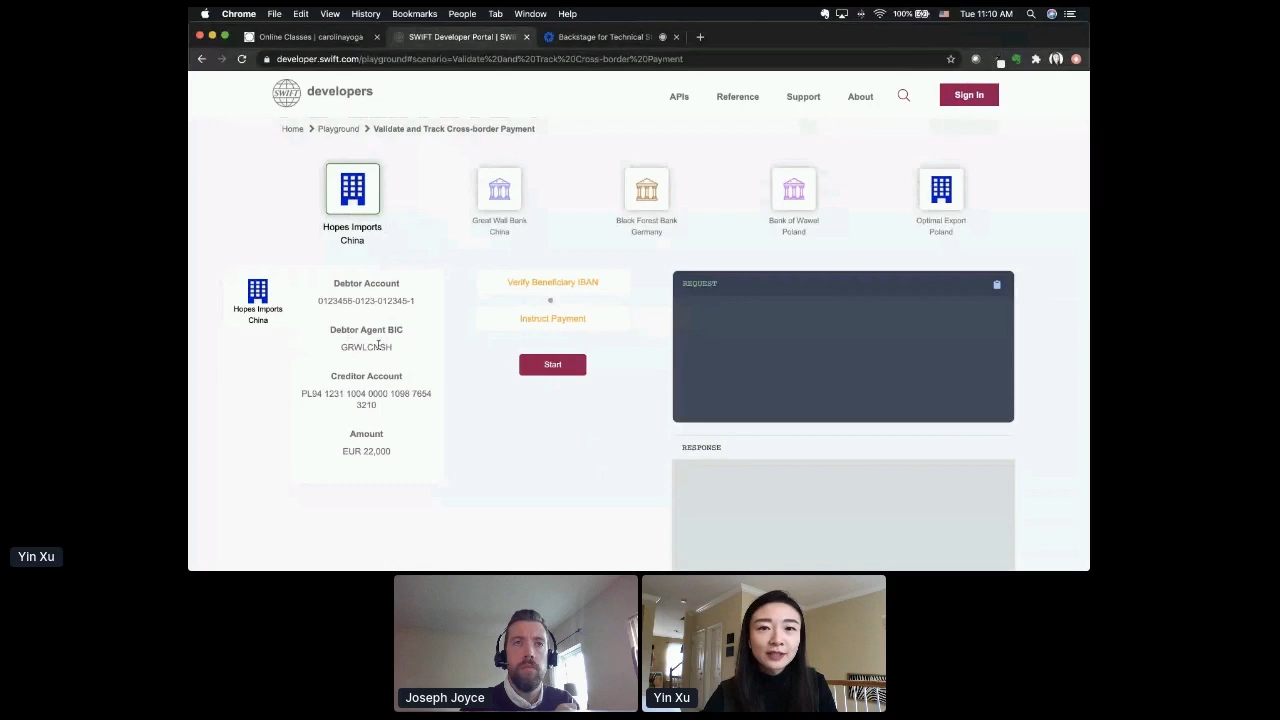 Chrome File Edit View History Bookmarks People Tab Window Help 100% Tue 11:10 AM
Online Classes | carolinayoga SWIFT Developer Portal | SWI Backstage for Technical S
developer.swift.com/playground#scenario=Validate%20and%20Track%20Cross-border%20Payment
SWIFT developers
APIs Reference Support About Sign In
Home Playground Validate and Track Cross-border Payment
Hopes Imports
China
Great Wall Bank
China
Black Forest Bank
Germany
Bank of Wawel
Poland
Optimal Export
Poland
Hopes Imports
China
Debtor Account
0123456-0123-012345-1
Debtor Agent BIC
GRWLCNSH
Creditor Account
PL94 1231 1004 0000 1098 7654
3210
Amount
EUR 22,000
Verify Beneficiary IBAN
Instruct Payment
Start
REQUEST
RESPONSE
Yin Xu
Joseph Joyce
Yin Xu